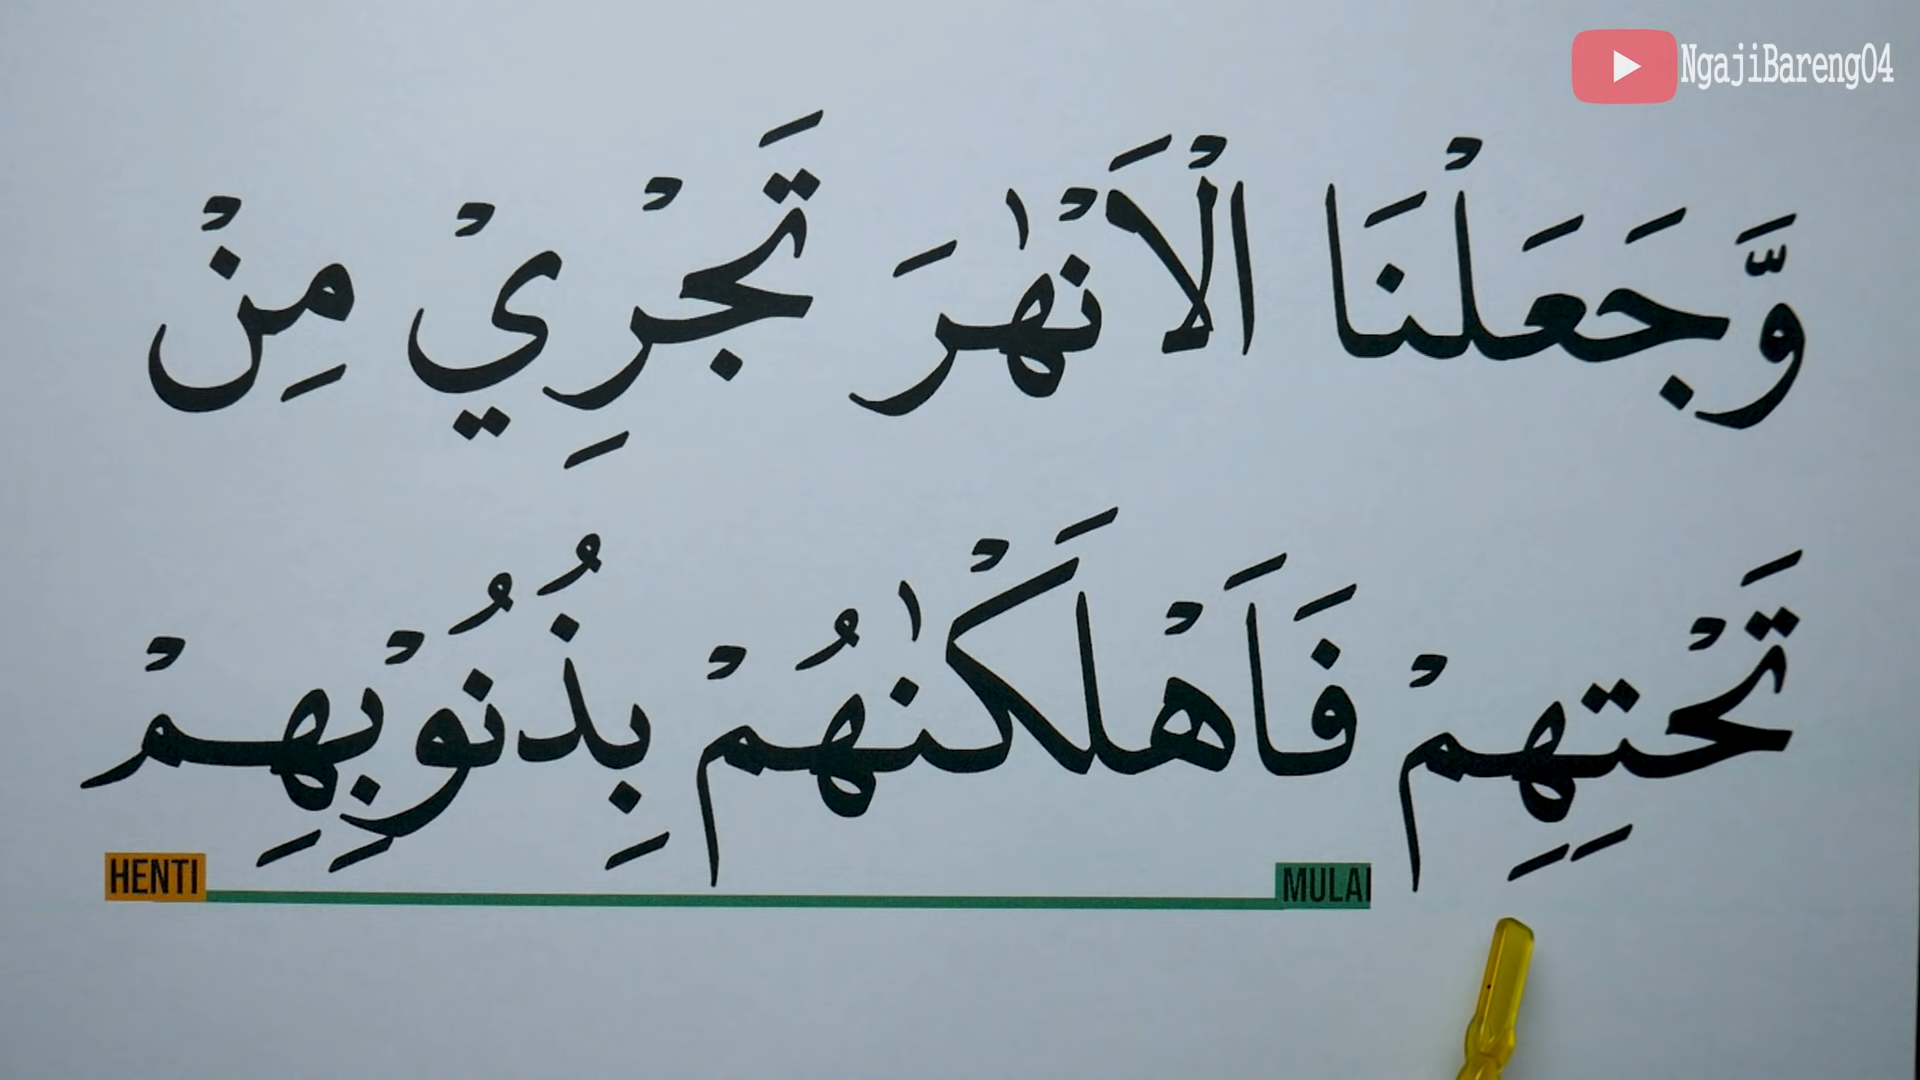 NgajiBareng04
وَّجَعَلْنَا الْاَنْهٰرَ تَجْرِيْ مِنْ
تَحْتِهِمْ فَاَهْلَكْنٰهُمْ بِذُنُوْبِهِمْ
HENTI MULAI